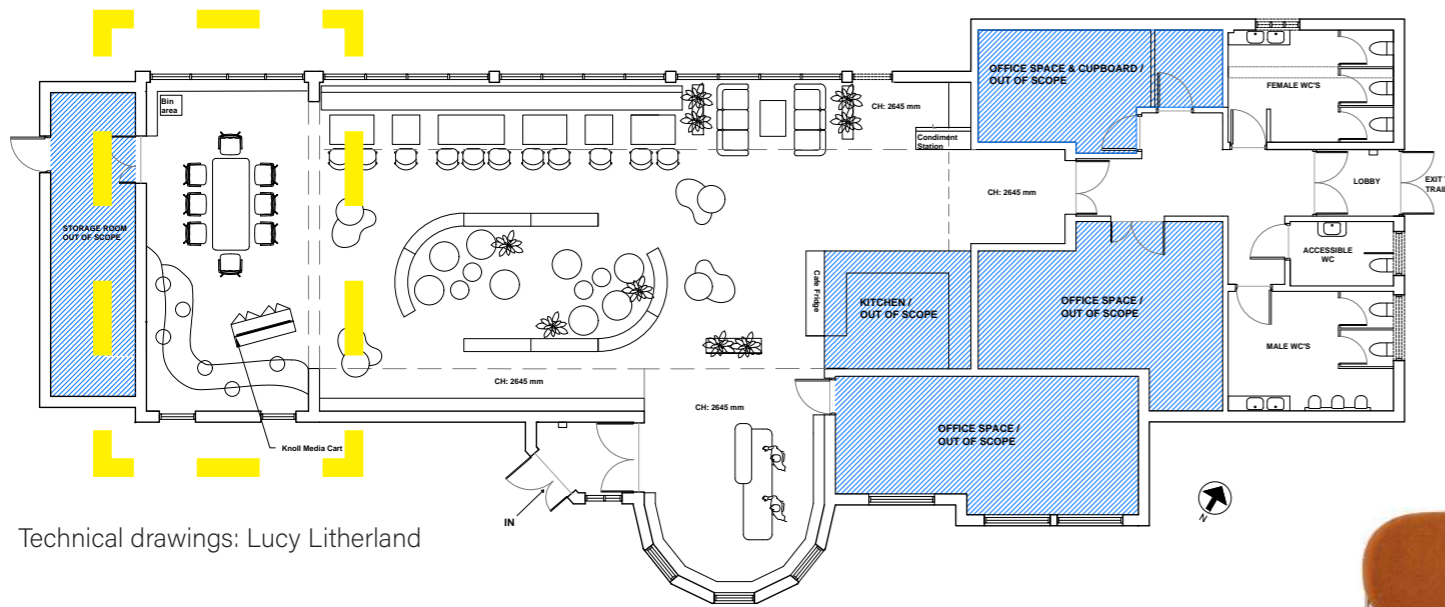 OFFICE SPACE & CUPBOARD /
OUT OF SCOPE
FEMALE WC'S
Bin
area
CH: 2645 mm
Condiment
Station
CH: 2645 mm
LOBBY
EXIT
TRAIL
STORAGE ROOM
OUT OF SCOPE
ACCESSIBLE
WC
Cafe Fridge
KITCHEN /
OUT OF SCOPE
OFFICE SPACE /
OUT OF SCOPE
MALE WC'S
CH: 2645 mm
CH: 2645 mm
OFFICE SPACE /
OUT OF SCOPE
Knoll Media Cart
IN
N
Technical drawings: Lucy Litherland